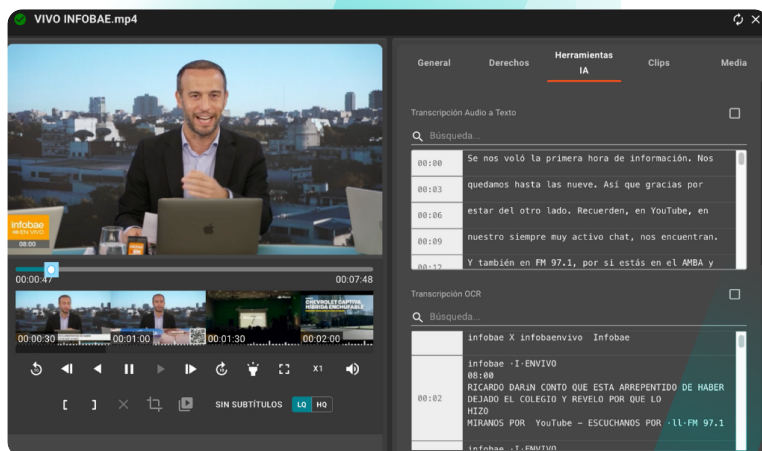 VIVO INFOBAE.mp4
infobae
EN VIVO
08:00
00:00:47
00:07:48
00:00:30
00:01:00
00:01:30
00:02:00
CHEVROLET CAPTIVA
HÍBRIDA ENCHUFABLE
X1
[ ]
SIN SUBTÍTULOS
LQ
HQ
General
Derechos
Herramientas
IA
Clips
Media
Transcripción Audio a Texto
Búsqueda...
00:00 Se nos voló la primera hora de información. Nos
00:03 quedamos hasta las nueve. Así que gracias por
00:06 estar del otro lado. Recuerden, en YouTube, en
00:09 nuestro siempre muy activo chat, nos encuentran.
00:12 Y también en FM 97.1, por si estás en el AMBA y
Transcripción OCR
Búsqueda...
infobae X infobaenvivo Infobae
infobae ·I·ENVIVO
08:00
RICARDO DARiN CONTO QUE ESTA ARREPENTIDO DE HABER
00:02 DEJADO EL COLEGIO Y REVELO POR QUE LO
HIZO
MIRANOS POR YouTube – ESCUCHANOS POR ·ll·FM 97.1
infobae ·I·ENVIVO